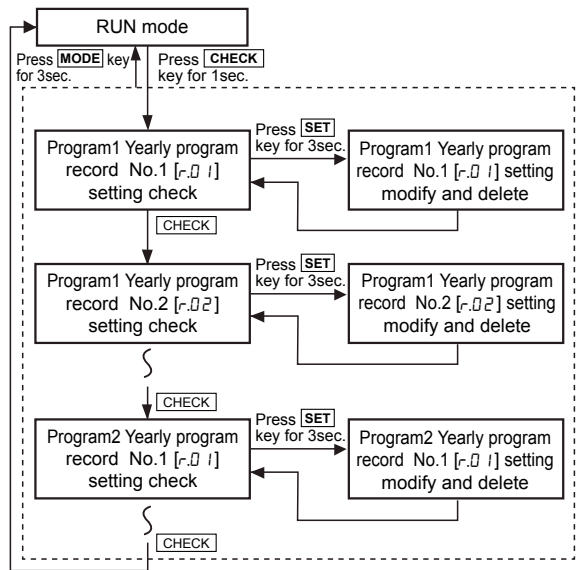 RUN mode
Press MODE key
for 3sec.
Press CHECK
key for 1sec.
Program1 Yearly program
record No.1 [r.01]
setting check
Press SET
key for 3sec.
Program1 Yearly program
record No.1 [r.01] setting
modify and delete
CHECK
Program1 Yearly program
record No.2 [r.02]
setting check
Press SET
key for 3sec.
Program1 Yearly program
record No.2 [r.02] setting
modify and delete
CHECK
Program2 Yearly program
record No.1 [r.01]
setting check
Press SET
key for 3sec.
Program2 Yearly program
record No.1 [r.01] setting
modify and delete
CHECK